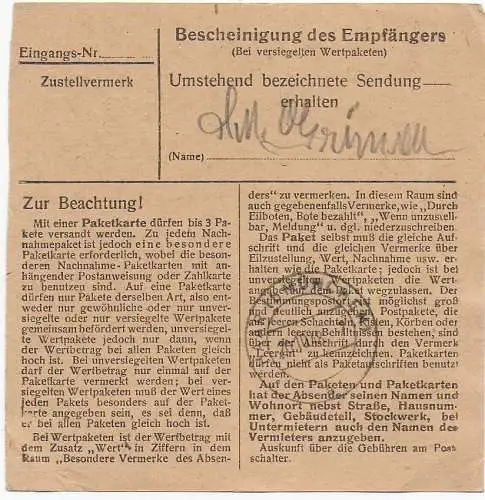 Eingangs-Nr.
Zustellvermerk
Bescheinigung des Empfängers
(Bei versiegelten Wertpaketen)
Umstehend bezeichnete Sendung
erhalten
(Name)
Zur Beachtung!
Mit einer Paketkarte dürfen bis 3 Pa-
kete versandt werden. Zu jedem Nach-
nahmepaket ist jedoch eine besondere
Paketkarte erforderlich, wobei die beson-
deren Nachnahme-Paketkarten mit an-
hängender Postanweisung oder Zahlkarte
zu benutzen sind. Auf eine Paketkarte
dürfen nur Pakete derselben Art, also ent-
weder nur gewöhnliche oder nur unver-
siegelte oder nur versiegelte Wertpakete
gemeinsam befördert werden, unversiegel-
te Wertpakete jedoch nur dann, wenn
der Wertbetrag bei allen Paketen gleich
hoch ist. Bei unversiegelten Wertpaketen
darf der Wertbetrag nur einmal auf der
Paketkarte vermerkt werden; bei ver-
siegelten Wertpaketen muß der Wert eines
jeden Pakets besonders auf der Paket-
karte angegeben sein, es sei denn, daß
er bei allen Paketen gleich hoch ist.
Bei Wertpaketen ist der Wertbetrag mit
dem Zusatz „Wert" in Ziffern in dem
Raum „Besondere Vermerke des Absen-
ders" zu vermerken. In diesem Raum sind
auch gegebenenfalls Vermerke, wie „Durch
Eilboten, Bote bezahlt", „Wenn unzustell-
bar, Meldung" u. dgl. niederzuschreiben.
Das Paket selbst muß die gleiche Auf-
schrift und die gleichen Vermerke über
Eilzustellung, Wert, Nachnahme usw. er-
halten wie die Paketkarte; jedoch ist bei
unversiegelten Wertpaketen die Wert-
angabe auf dem Paket wegzulassen. Der
Bestimmungspostort ist möglichst groß
und deutlich anzugeben. Postpakete, die
aus leeren Schachteln, Kisten, Körben oder
andern leeren Behältnissen bestehen, sind
über der Aufschrift durch den Vermerk
„Leergut" zu kennzeichnen. Paketkarten
dürfen nicht als Paketaufschriften benutzt
werden.
Auf den Paketen und Paketkarten
hat der Absender seinen Namen und
Wohnort nebst Straße, Hausnum-
mer, Gebäudeteil, Stockwerk, bei
Untermietern auch den Namen des
Vermieters anzugeben.
Auskunft über die Gebühren am Post
schalter.